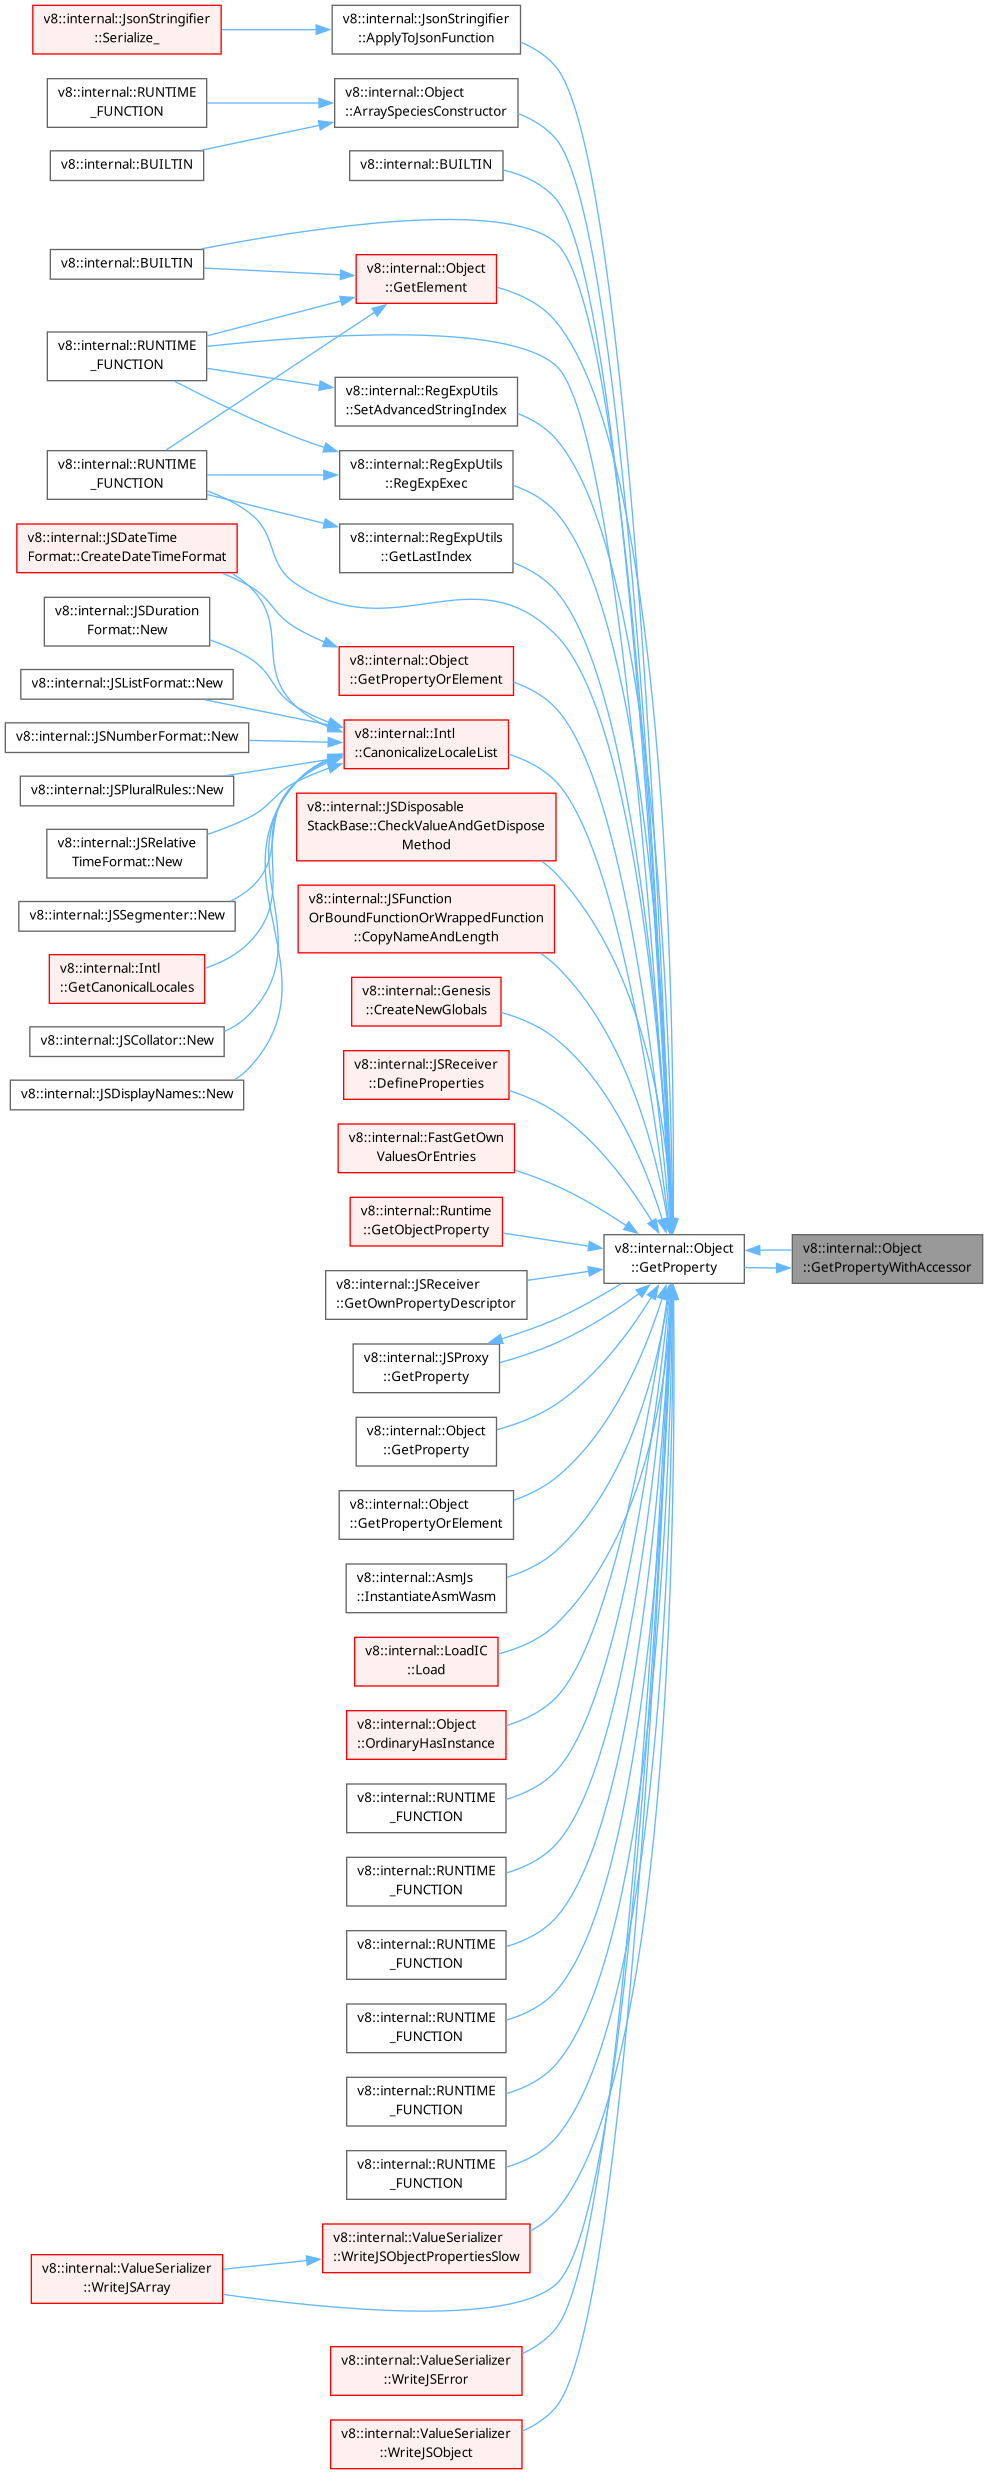 v8::internal::JsonStringifier
::Serialize_
v8::internal::JsonStringifier
::ApplyToJsonFunction
v8::internal::RUNTIME
_FUNCTION
v8::internal::Object
::ArraySpeciesConstructor
v8::internal::BUILTIN
v8::internal::BUILTIN
v8::internal::BUILTIN
v8::internal::Object
::GetElement
v8::internal::RUNTIME
_FUNCTION
v8::internal::RegExpUtils
::SetAdvancedStringIndex
v8::internal::RUNTIME
_FUNCTION
v8::internal::RegExpUtils
::RegExpExec
v8::internal::JSDateTime
Format::CreateDateTimeFormat
v8::internal::RegExpUtils
::GetLastIndex
v8::internal::JSDuration
Format::New
v8::internal::Object
::GetPropertyOrElement
v8::internal::JSListFormat::New
v8::internal::JSNumberFormat::New
v8::internal::Intl
::CanonicalizeLocaleList
v8::internal::JSPluralRules::New
v8::internal::JSDisposable
StackBase::CheckValueAndGetDispose
Method
v8::internal::JSRelative
TimeFormat::New
v8::internal::JSSegmenter::New
v8::internal::JSFunction
OrBoundFunctionOrWrappedFunction
::CopyNameAndLength
v8::internal::Intl
::GetCanonicalLocales
v8::internal::Genesis
::CreateNewGlobals
v8::internal::JSCollator::New
v8::internal::JSReceiver
::DefineProperties
v8::internal::JSDisplayNames::New
v8::internal::FastGetOwn
ValuesOrEntries
v8::internal::Runtime
::GetObjectProperty
v8::internal::Object
::GetProperty
v8::internal::Object
::GetPropertyWithAccessor
v8::internal::JSReceiver
::GetOwnPropertyDescriptor
v8::internal::JSProxy
::GetProperty
v8::internal::Object
::GetProperty
v8::internal::Object
::GetPropertyOrElement
v8::internal::AsmJs
::InstantiateAsmWasm
v8::internal::LoadIC
::Load
v8::internal::Object
::OrdinaryHasInstance
v8::internal::RUNTIME
_FUNCTION
v8::internal::RUNTIME
_FUNCTION
v8::internal::RUNTIME
_FUNCTION
v8::internal::RUNTIME
_FUNCTION
v8::internal::RUNTIME
_FUNCTION
v8::internal::RUNTIME
_FUNCTION
v8::internal::ValueSerializer
::WriteJSObjectPropertiesSlow
v8::internal::ValueSerializer
::WriteJSArray
v8::internal::ValueSerializer
::WriteJSError
v8::internal::ValueSerializer
::WriteJSObject